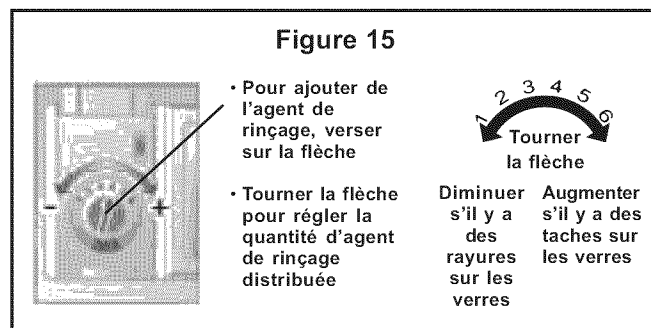 Figure 15
• Pour ajouter de
l'agent de
rinçage, verser
sur la flèche
• Tourner la flèche
pour régler la
quantité d'agent
de rinçage
distribuée
- +
1 2 3 4 5 6
Tourner
la flèche
Diminuer
s'il y a
des
rayures
sur les
verres
Augmenter
s'il y a des
taches sur
les verres